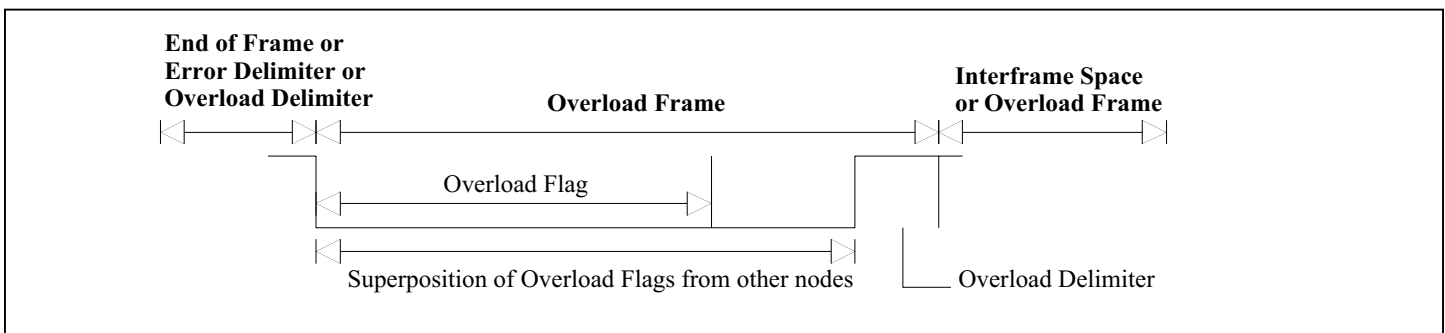 End of Frame or
Error Delimiter or
Overload Delimiter
Overload Frame
Interframe Space
or Overload Frame
Overload Flag
Superposition of Overload Flags from other nodes
Overload Delimiter